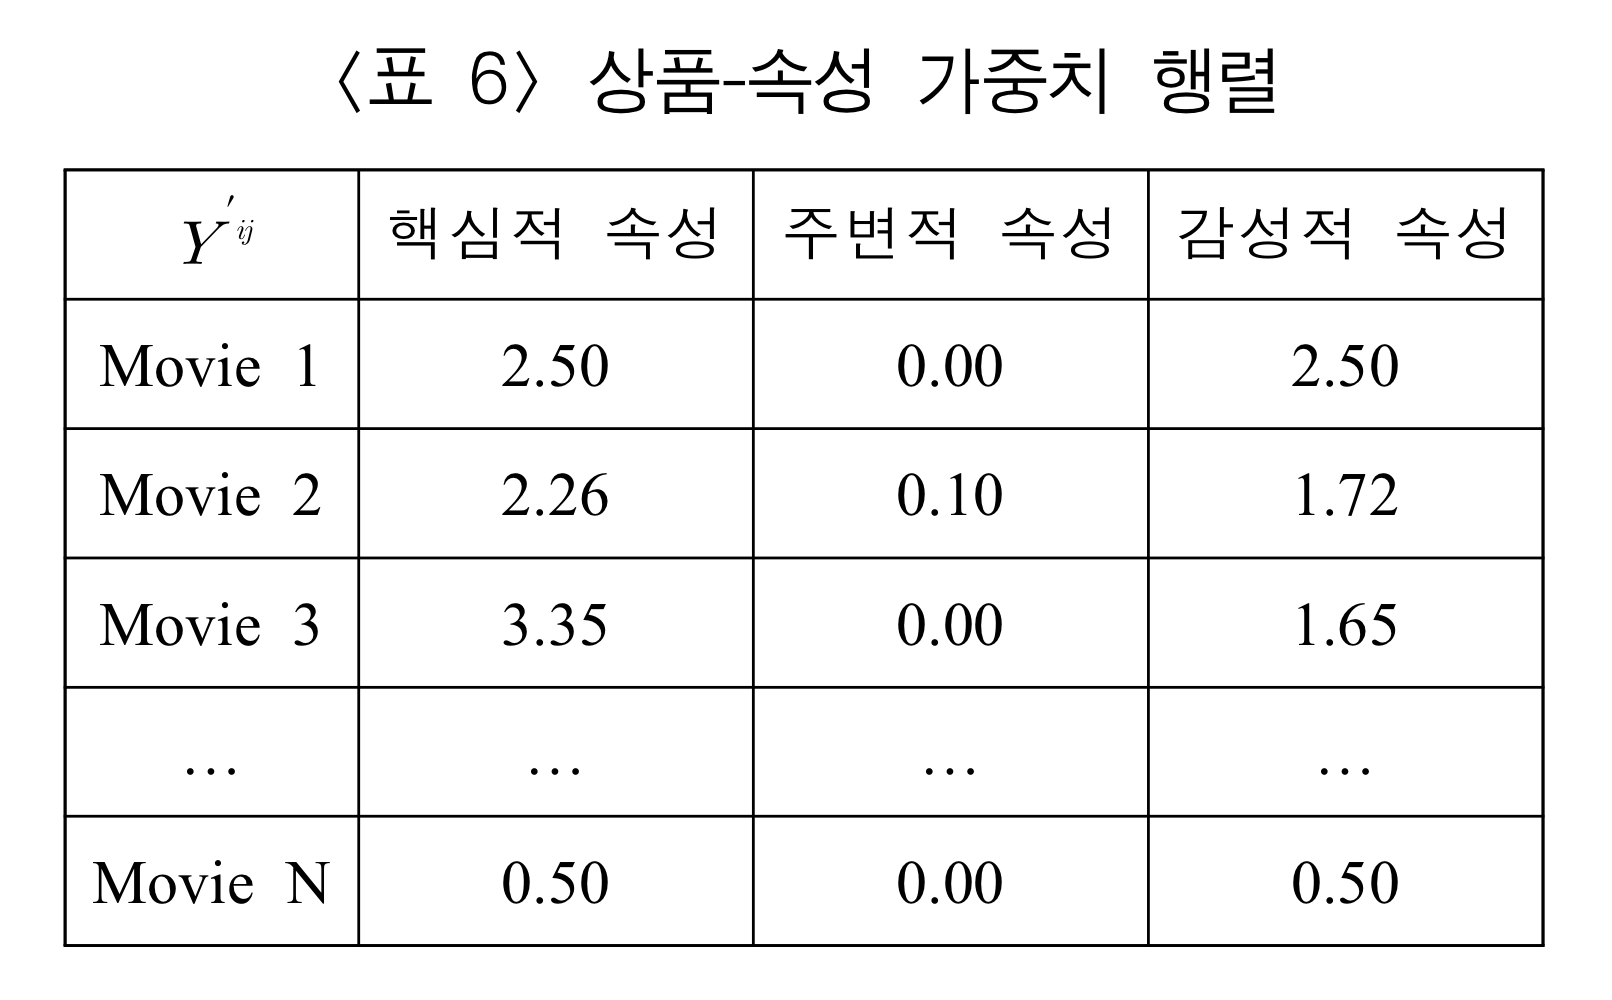 〈표 6〉 상품-속성 가중치 행렬
Y′ij 핵심적 속성 주변적 속성 감성적 속성
Movie 1 2.50 0.00 2.50
Movie 2 2.26 0.10 1.72
Movie 3 3.35 0.00 1.65
… … … …
Movie N 0.50 0.00 0.50